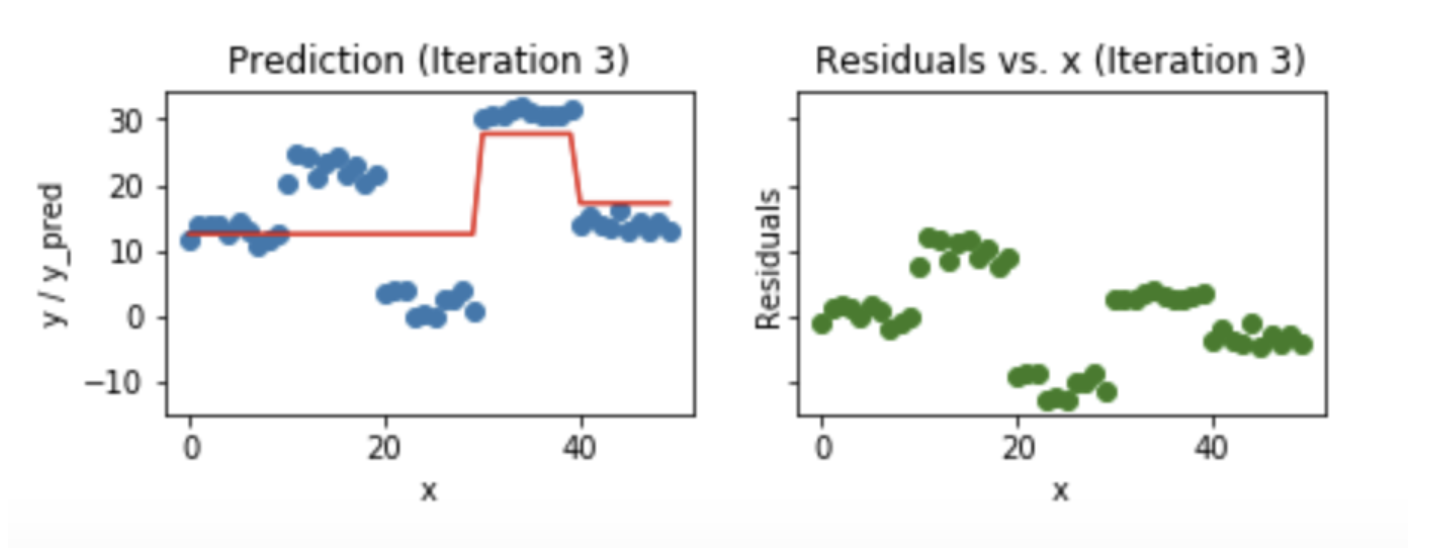 Prediction (Iteration 3)
y / y_pred
30
20
10
0
−10
0 20 40
x
Residuals vs. x (Iteration 3)
Residuals
0 20 40
x